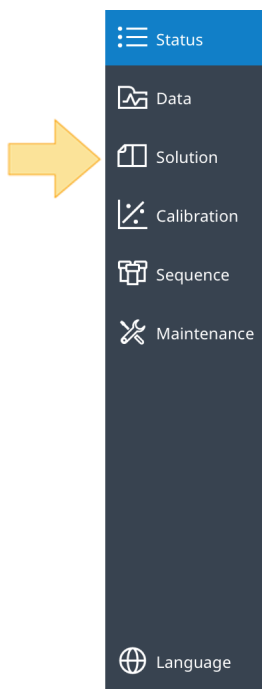 Status
Data
Solution
Calibration
Sequence
Maintenance
Language